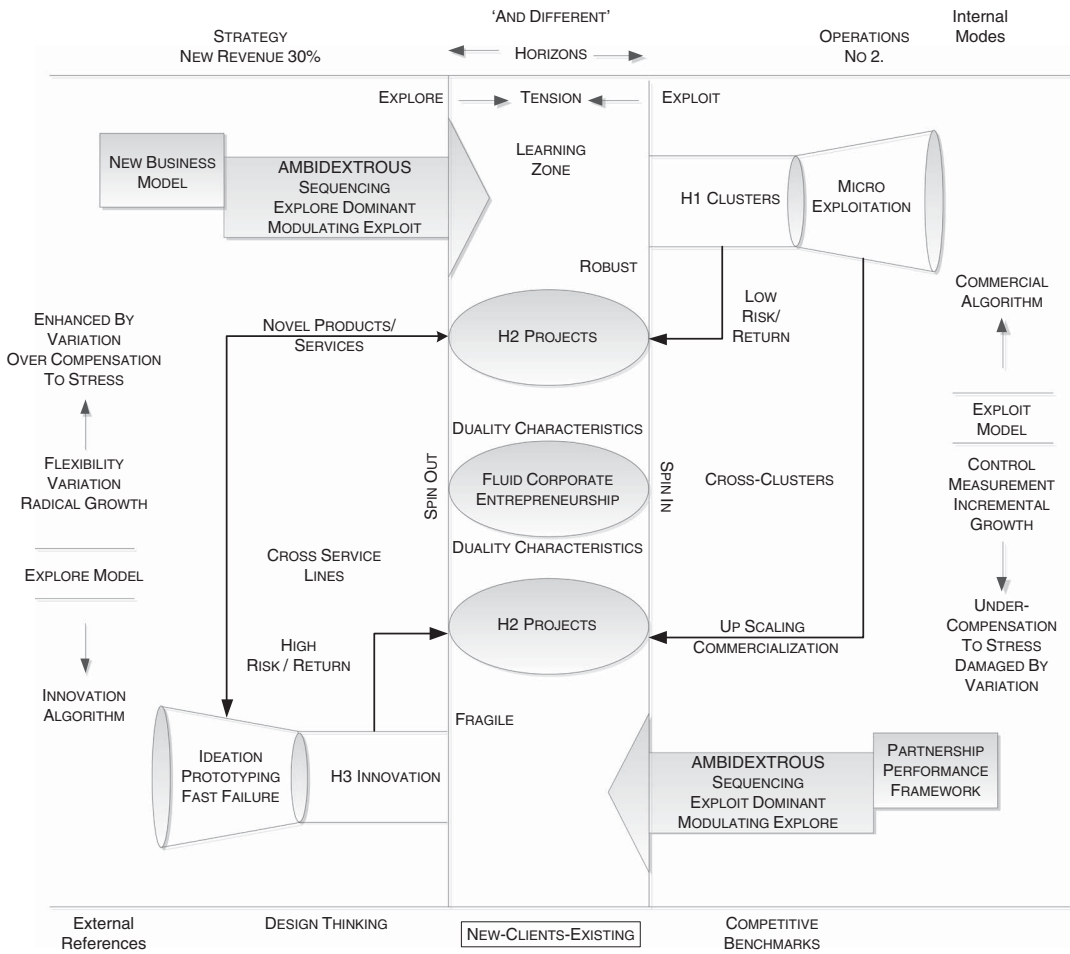 'AND DIFFERENT'
Internal
Modes
STRATEGY
NEW REVENUE 30%
HORIZONS
OPERATIONS
NO 2.
EXPLORE
TENSION
EXPLOIT
NEW BUSINESS
MODEL
AMBIDEXTROUS
SEQUENCING
EXPLORE DOMINANT
MODULATING EXPLOIT
LEARNING
ZONE
H1 CLUSTERS
MICRO
EXPLOITATION
ROBUST
ENHANCED BY
VARIATION
OVER COMPENSATION
TO STRESS
NOVEL PRODUCTS/
SERVICES
H2 PROJECTS
LOW
RISK/
RETURN
COMMERCIAL
ALGORITHM
FLEXIBILITY
VARIATION
RADICAL GROWTH
DUALITY CHARACTERISTICS
SPIN OUT
FLUID CORPORATE
ENTREPRENEURSHIP
SPIN IN
DUALITY CHARACTERISTICS
CROSS-CLUSTERS
EXPLOIT
MODEL
CONTROL
MEASUREMENT
INCREMENTAL
GROWTH
EXPLORE MODEL
CROSS SERVICE
LINES
H2 PROJECTS
HIGH
RISK / RETURN
UP SCALING
COMMERCIALIZATION
UNDER-
COMPENSATION
TO STRESS
DAMAGED BY
VARIATION
INNOVATION
ALGORITHM
FRAGILE
IDEATION
PROTOTYPING
FAST FAILURE
H3 INNOVATION
AMBIDEXTROUS
SEQUENCING
EXPLOIT DOMINANT
MODULATING EXPLORE
PARTNERSHIP
PERFORMANCE
FRAMEWORK
External
References
DESIGN THINKING
NEW-CLIENTS-EXISTING
COMPETITIVE
BENCHMARKS